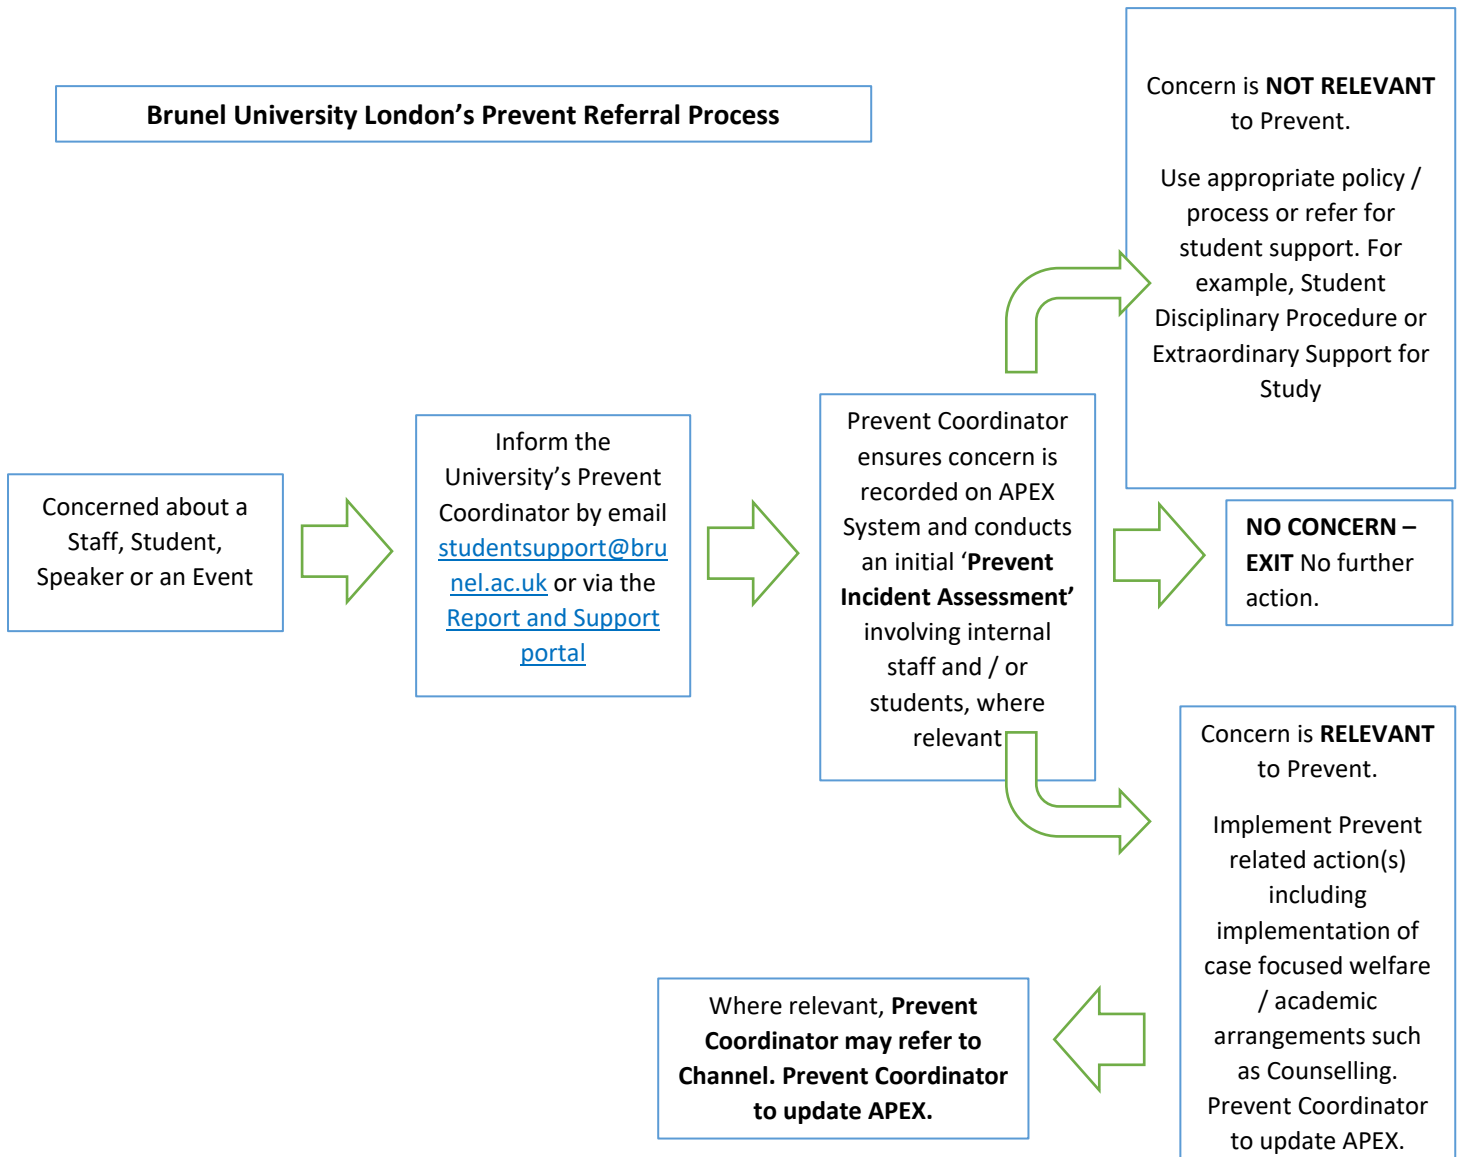 Brunel University London's Prevent Referral Process
Concerned about a
Staff, Student,
Speaker or an Event
Inform the
University's Prevent
Coordinator by email
studentsupport@bru
nel.ac.uk or via the
Report and Support
portal
Prevent Coordinator
ensures concern is
recorded on APEX
System and conducts
an initial ‘Prevent
Incident Assessment’
involving internal
staff and / or
students, where
relevant
Concern is NOT RELEVANT
to Prevent.
Use appropriate policy /
process or refer for
student support. For
example, Student
Disciplinary Procedure or
Extraordinary Support for
Study
NO CONCERN –
EXIT No further
action.
Concern is RELEVANT
to Prevent.
Implement Prevent
related action(s)
including
implementation of
case focused welfare
/ academic
arrangements such
as Counselling.
Prevent Coordinator
to update APEX.
Where relevant, Prevent
Coordinator may refer to
Channel. Prevent Coordinator
to update APEX.